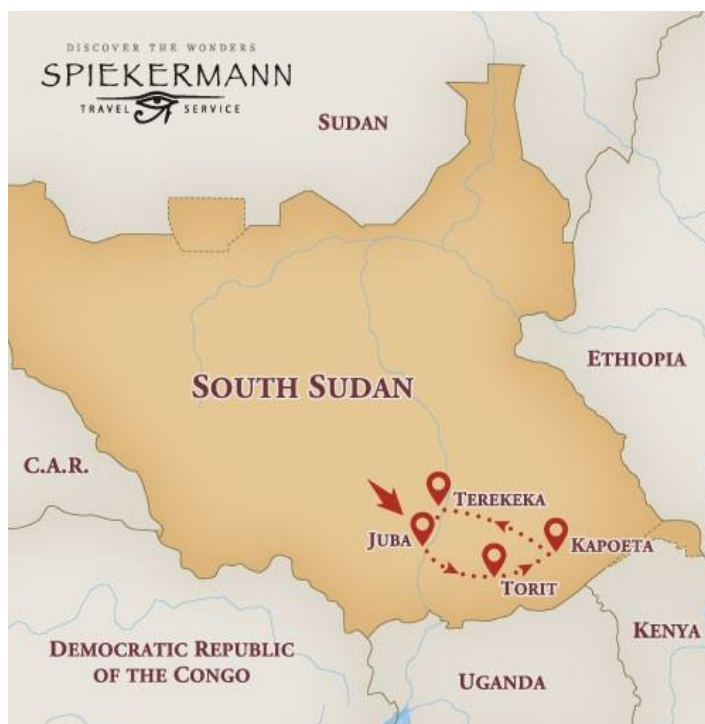 DISCOVER THE WONDERS
SPIEKERMANN
TRAVEL SERVICE
SUDAN
ETHIOPIA
SOUTH SUDAN
C.A.R.
TEREKEKA
JUBA
KAPOETA
TORIT
KENYA
DEMOCRATIC REPUBLIC
OF THE CONGO
UGANDA